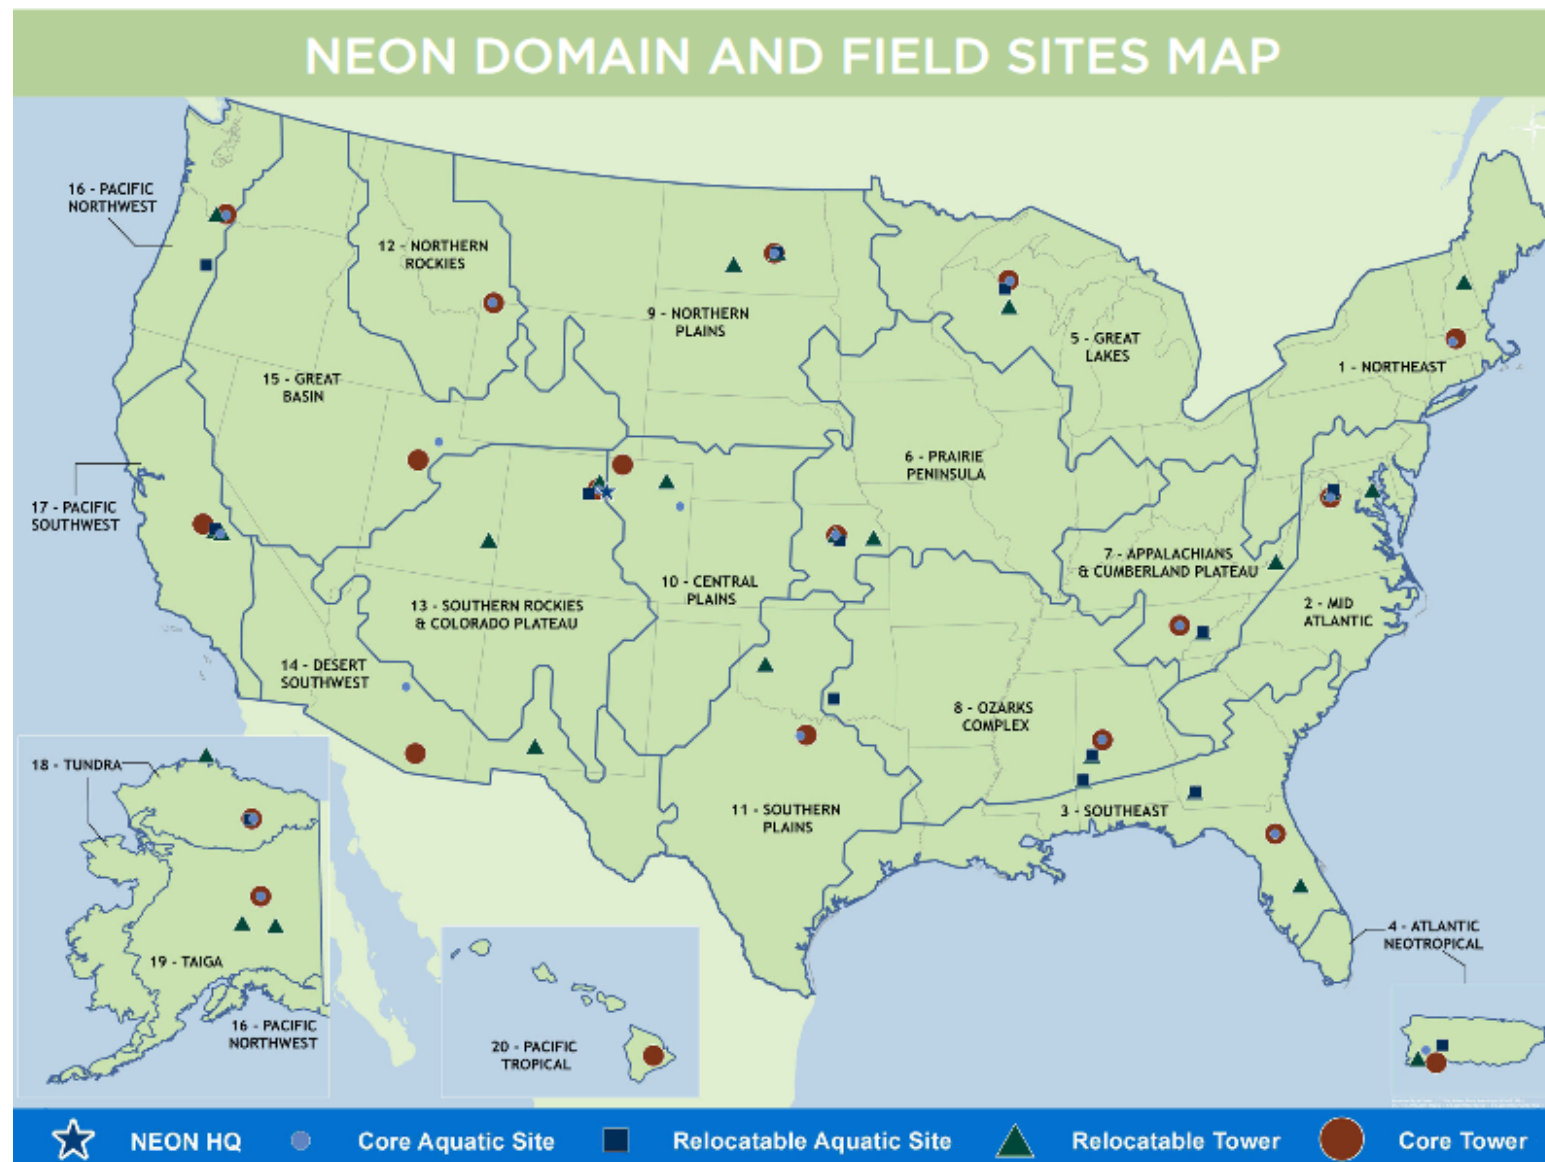 NEON DOMAIN AND FIELD SITES MAP
16 - PACIFIC
NORTHWEST
12 - NORTHERN
ROCKIES
9 - NORTHERN
PLAINS
5 - GREAT
LAKES
1 - NORTHEAST
15 - GREAT
BASIN
6 - PRAIRIE
PENINSULA
17 - PACIFIC
SOUTHWEST
7 - APPALACHIANS
& CUMBERLAND PLATEAU
10 - CENTRAL
PLAINS
13 - SOUTHERN ROCKIES
& COLORADO PLATEAU
2 - MID
ATLANTIC
14 - DESERT
SOUTHWEST
8 - OZARKS
COMPLEX
18 - TUNDRA
11 - SOUTHERN
PLAINS
3 - SOUTHEAST
4 - ATLANTIC
NEOTROPICAL
19 - TAIGA
16 - PACIFIC
NORTHWEST
20 - PACIFIC
TROPICAL
NEON HQ
Core Aquatic Site
Relocatable Aquatic Site
Relocatable Tower
Core Tower